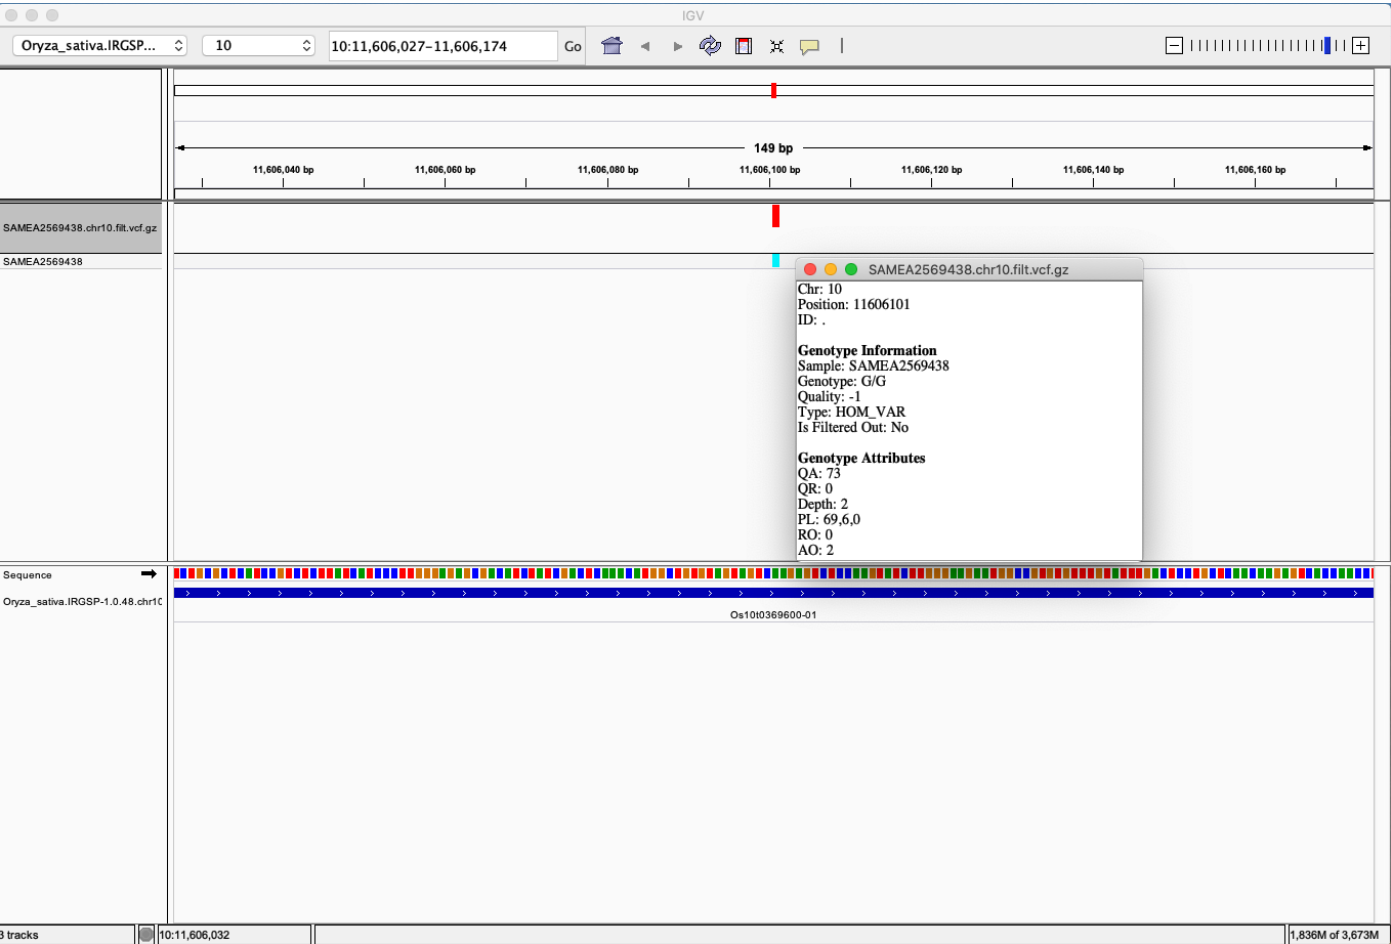 IGV
Oryza_sativa.IRGSP... 10 10:11,606,027-11,606,174 Go
149 bp
11,606,040 bp 11,606,060 bp 11,606,080 bp 11,606,100 bp 11,606,120 bp 11,606,140 bp 11,606,160 bp
SAMEA2569438.chr10.filt.vcf.gz
SAMEA2569438
SAMEA2569438.chr10.filt.vcf.gz
Chr: 10
Position: 11606101
ID: .
Genotype Information
Sample: SAMEA2569438
Genotype: G/G
Quality: -1
Type: HOM_VAR
Is Filtered Out: No
Genotype Attributes
QA: 73
QR: 0
Depth: 2
PL: 69,6,0
RO: 0
AO: 2
Sequence
Oryza_sativa.IRGSP-1.0.48.chr10
Os10t0369600-01
3 tracks 10:11,606,032 1,836M of 3,673M